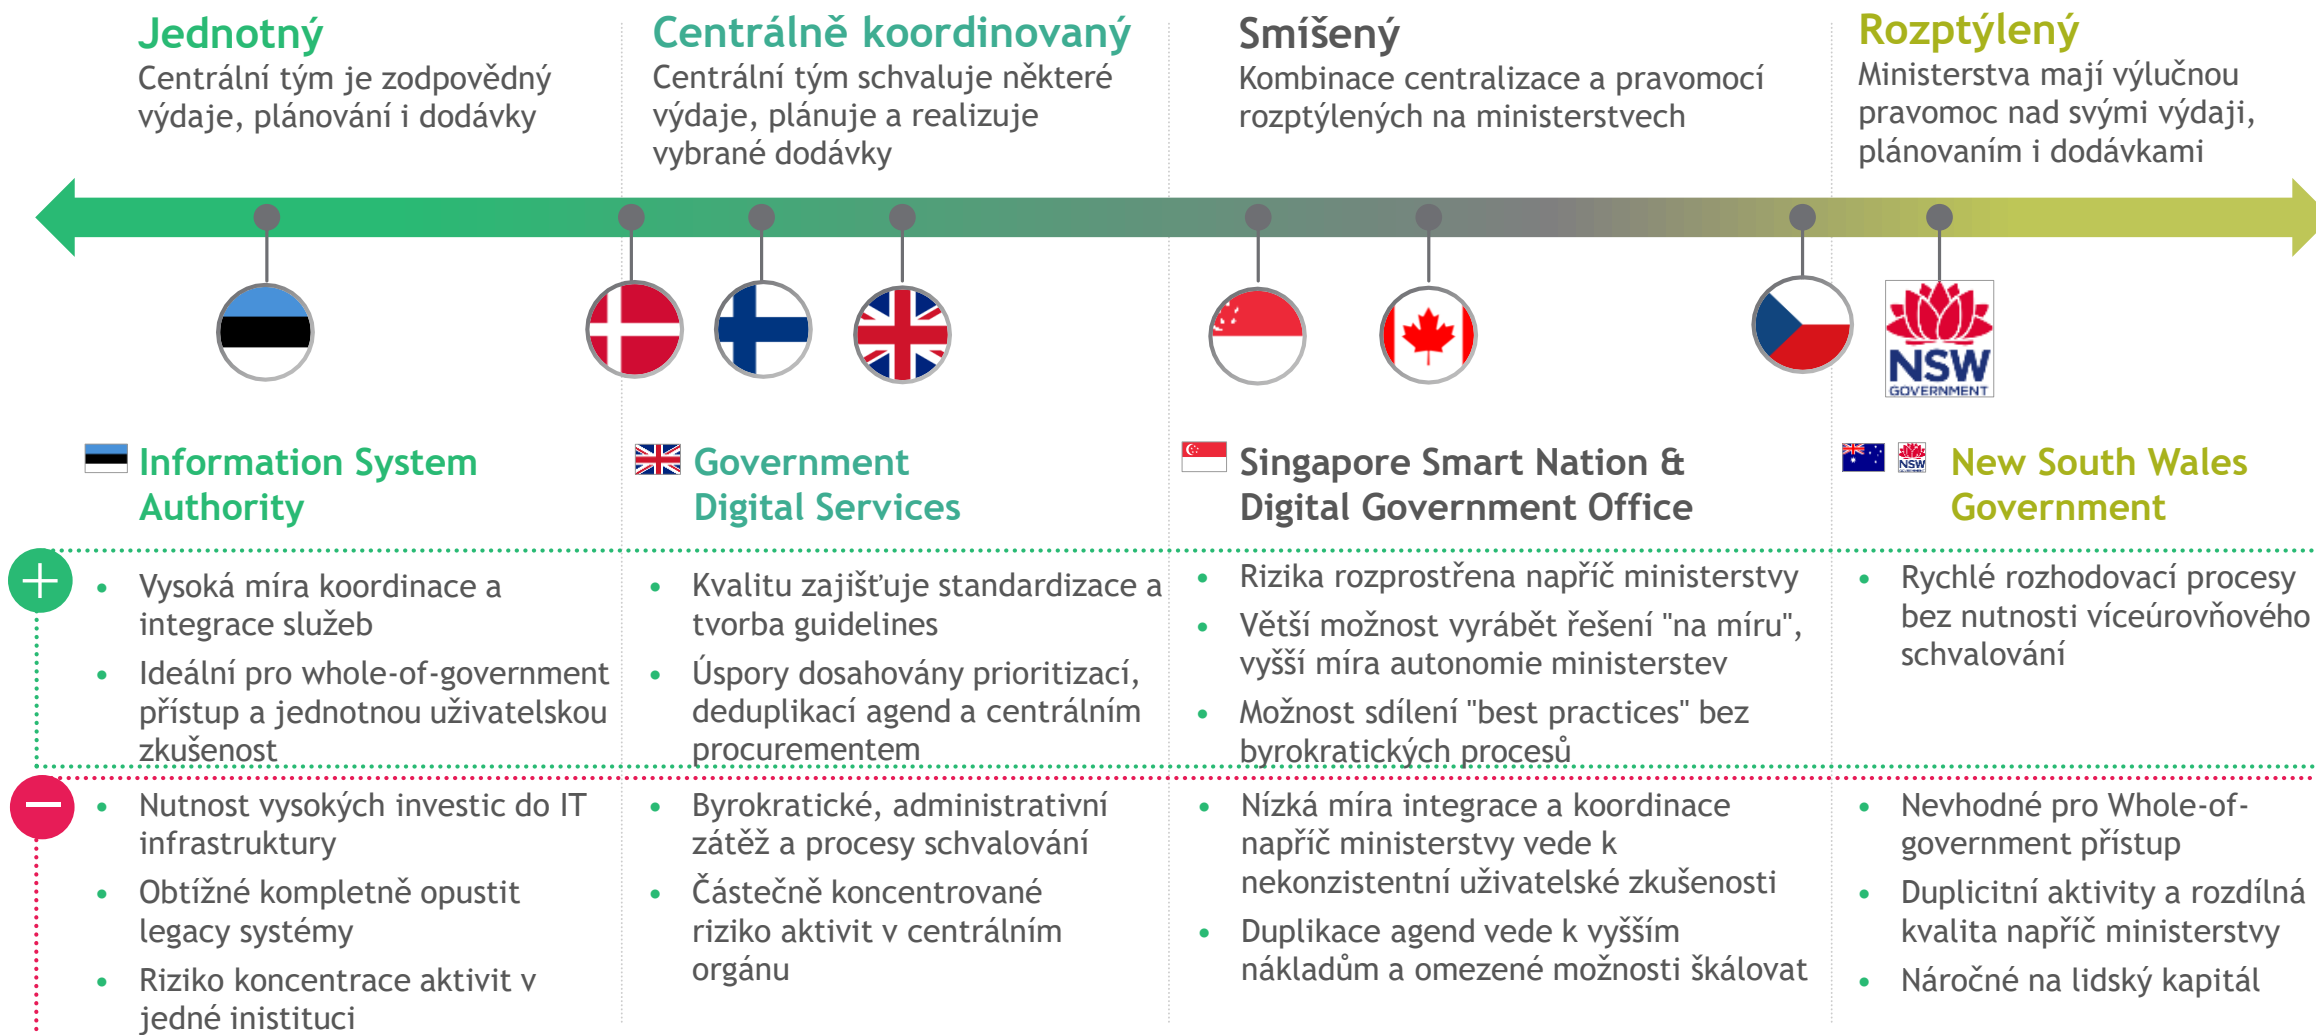 Jednotný
Centrální tým je zodpovědný
výdaje, plánování i dodávky
Centrálně koordinovaný
Centrální tým schvaluje některé
výdaje, plánuje a realizuje
vybrané dodávky
Smíšený
Kombinace centralizace a pravomocí
rozptýlených na ministerstvech
Rozptýlený
Ministerstva mají výlučnou
pravomoc nad svými výdaji,
plánovaním i dodávkami
NSW
GOVERNMENT
Information System
Authority
Government
Digital Services
Singapore Smart Nation &
Digital Government Office
NSW
New South Wales
Government
• Vysoká míra koordinace a
integrace služeb
• Ideální pro whole-of-government
přístup a jednotnou uživatelskou
zkušenost
• Kvalitu zajišťuje standardizace a
tvorba guidelines
• Úspory dosahovány prioritizací,
deduplikací agend a centrálním
procurementem
• Rizika rozprostřena napříč ministerstvy
• Větší možnost vyrábět řešení "na míru",
vyšší míra autonomie ministerstev
• Možnost sdílení "best practices" bez
byrokratických procesů
• Rychlé rozhodovací procesy
bez nutnosti víceúrovňového
schvalování
• Nutnost vysokých investic do IT
infrastruktury
• Obtížné kompletně opustit
legacy systémy
• Riziko koncentrace aktivit v
jedné inistituci
• Byrokratické, administrativní
zátěž a procesy schvalování
• Částečně koncentrované
riziko aktivit v centrálním
orgánu
• Nízká míra integrace a koordinace
napříč ministerstvy vede k
nekonzistentní uživatelské zkušenosti
• Duplikace agend vede k vyšším
nákladům a omezené možnosti škálovat
• Nevhodné pro Whole-of-
government přístup
• Duplicitní aktivity a rozdílná
kvalita napříč ministerstvy
• Náročné na lidský kapitál